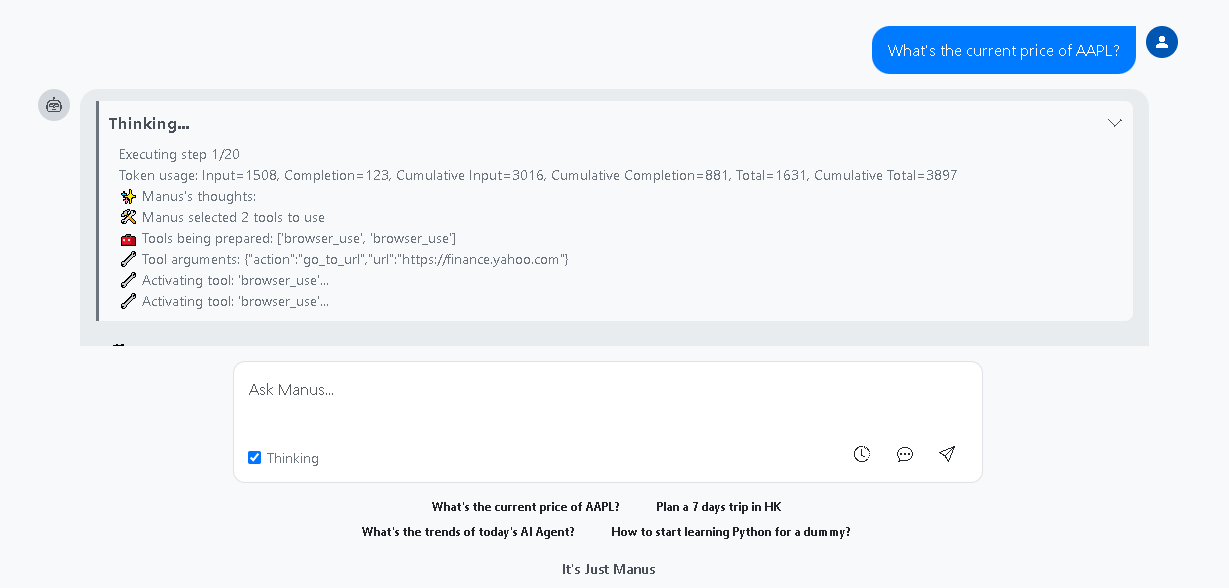 What's the current price of AAPL?
Thinking...
Executing step 1/20
Token usage: Input=1508, Completion=123, Cumulative Input=3016, Cumulative Completion=881, Total=1631, Cumulative Total=3897
✨ Manus's thoughts:
🛠️ Manus selected 2 tools to use
🧰 Tools being prepared: ['browser_use', 'browser_use']
🔧 Tool arguments: {"action":"go_to_url","url":"https://finance.yahoo.com"}
🔧 Activating tool: 'browser_use'...
🔧 Activating tool: 'browser_use'...
Ask Manus...
Thinking
What's the current price of AAPL? Plan a 7 days trip in HK
What's the trends of today's AI Agent? How to start learning Python for a dummy?
It's Just Manus